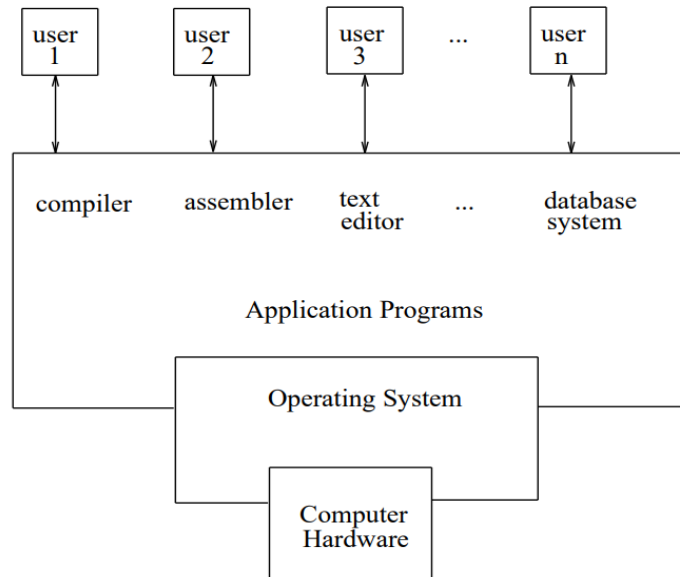 user user user ... user
1 2 3 n
compiler assembler text editor ... database system
Application Programs
Operating System
Computer
Hardware